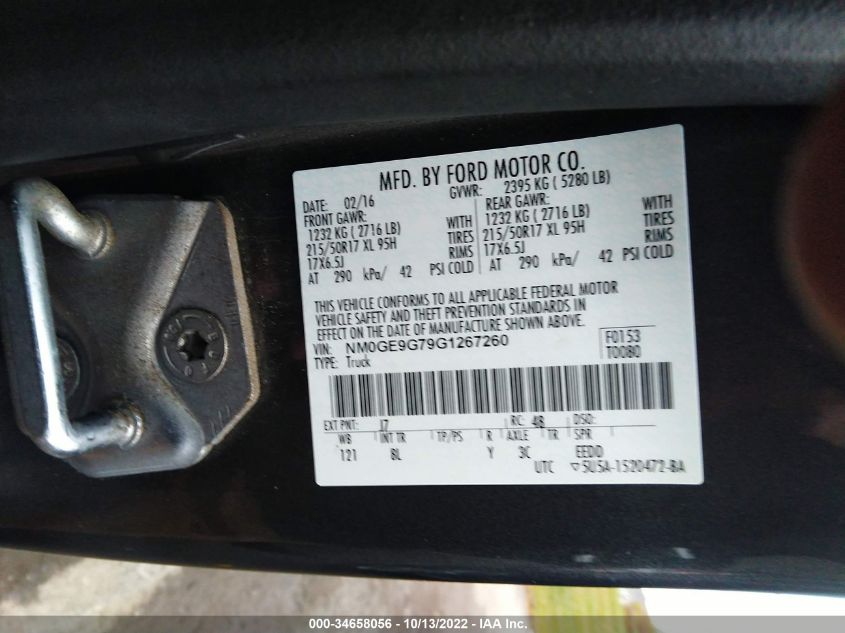 MFD. BY FORD MOTOR CO.
DATE: 02/16 GVWR: 2395 KG ( 5280 LB)
FRONT GAWR: REAR GAWR:
1232 KG ( 2716 LB) WITH 1232 KG ( 2716 LB) WITH
215/50R17 XL 95H TIRES 215/50R17 XL 95H TIRES
17X6.5J RIMS 17X6.5J RIMS
AT 290 kPa/ 42 PSI COLD AT 290 kPa/ 42 PSI COLD
THIS VEHICLE CONFORMS TO ALL APPLICABLE FEDERAL MOTOR
VEHICLE SAFETY AND THEFT PREVENTION STANDARDS IN
EFFECT ON THE DATE OF MANUFACTURE SHOWN ABOVE.
VIN: NM0GE9G79G1267260 F0153
TYPE: Truck T0080
EXT PNT: J7 RC: 48 DSO:
WB INT TR TP/PS R AXLE TR SPR
121 8L Y 3C EEDD
UTC ▽5U5A-1520472-BA
000-34658056 - 10/13/2022 - IAA Inc.